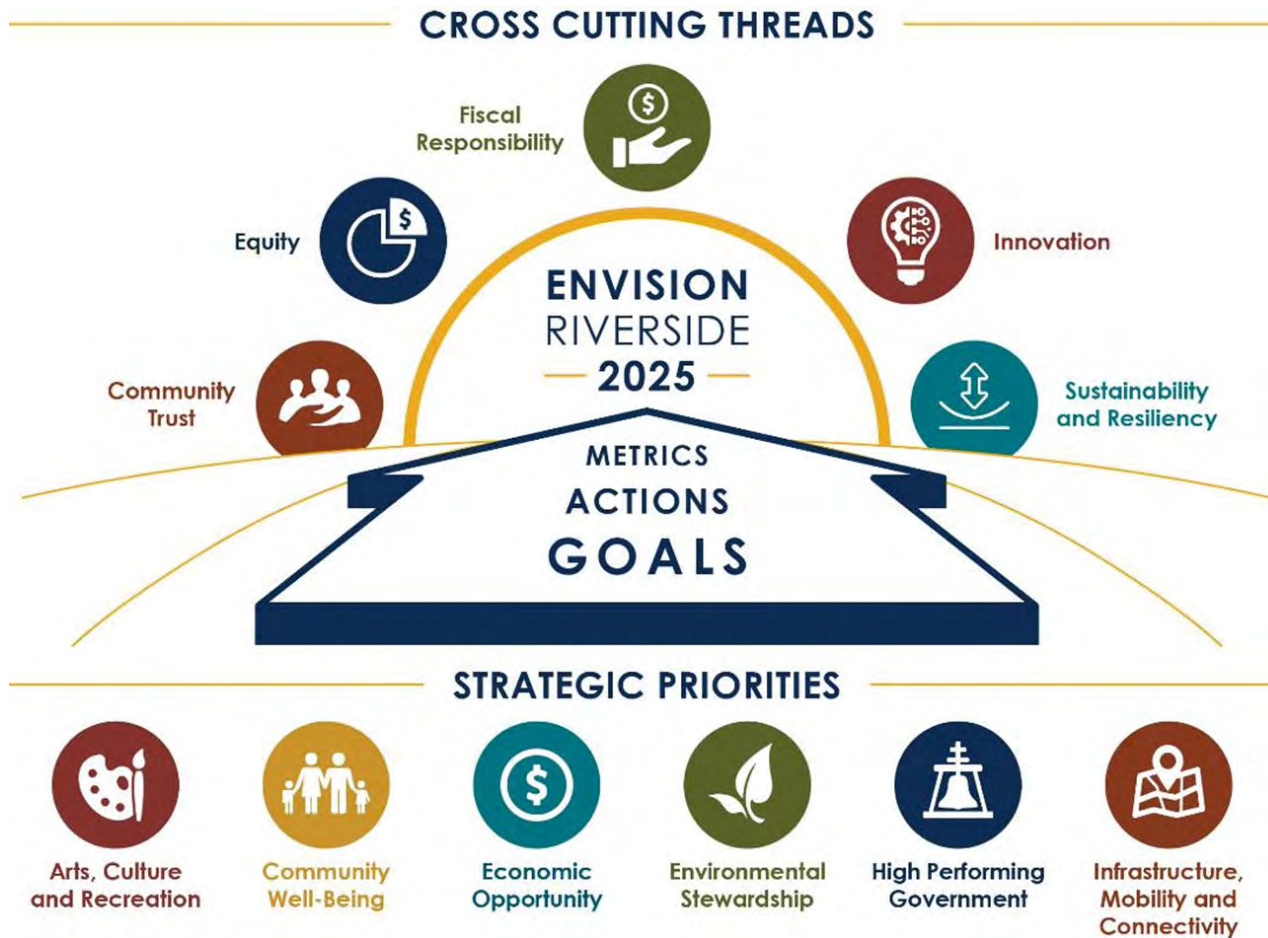 CROSS CUTTING THREADS
Fiscal
Responsibility
$
Equity
$
Innovation
ENVISION
RIVERSIDE
2025
Community
Trust
Sustainability
and Resiliency
METRICS
ACTIONS
GOALS
STRATEGIC PRIORITIES
$
Arts, Culture
and Recreation
Community
Well-Being
Economic
Opportunity
Environmental
Stewardship
High Performing
Government
Infrastructure,
Mobility and
Connectivity